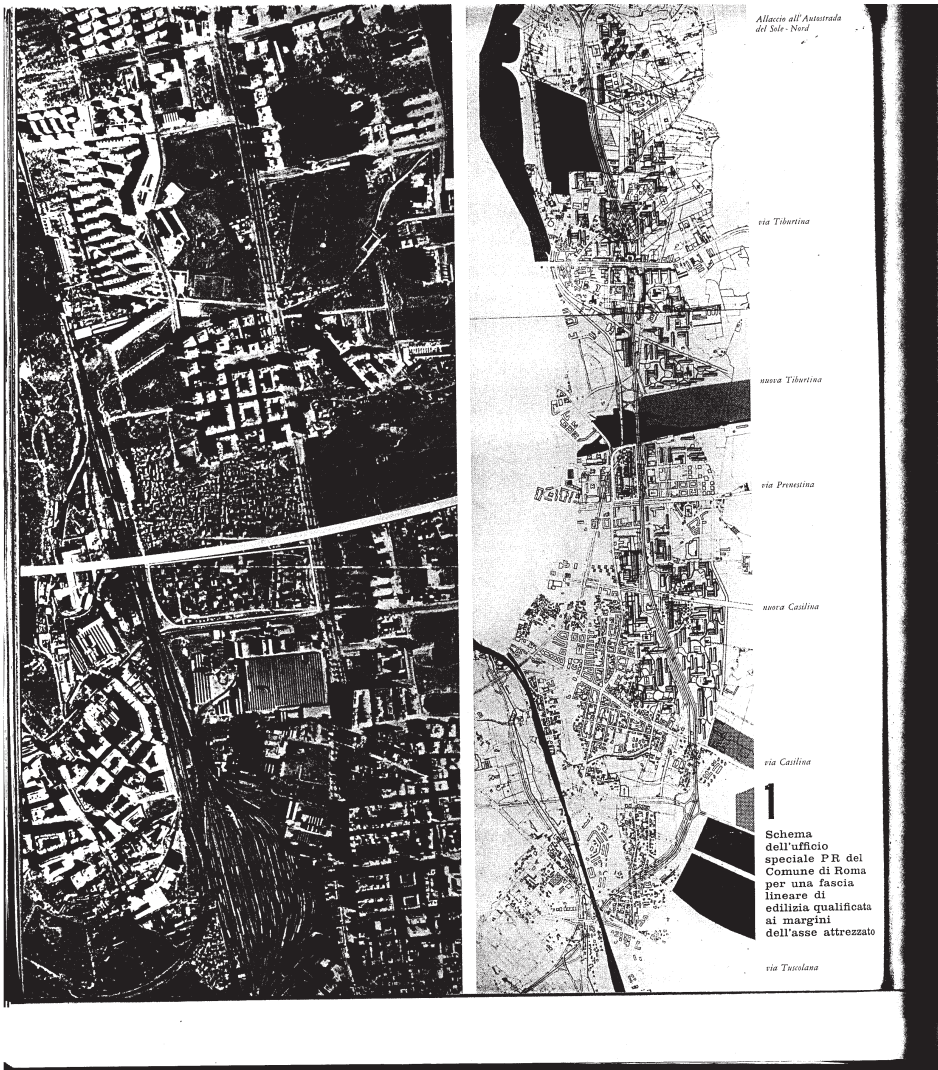 Allaccio all'Autostrada
del Sole - Nord
via Tiburtina
nuova Tiburtina
via Prenestina
nuova Casilina
via Casilina
1
Schema
dell'ufficio
speciale PR del
Comune di Roma
per una fascia
lineare di
edilizia qualificata
ai margini
dell'asse attrezzato
via Tuscolana